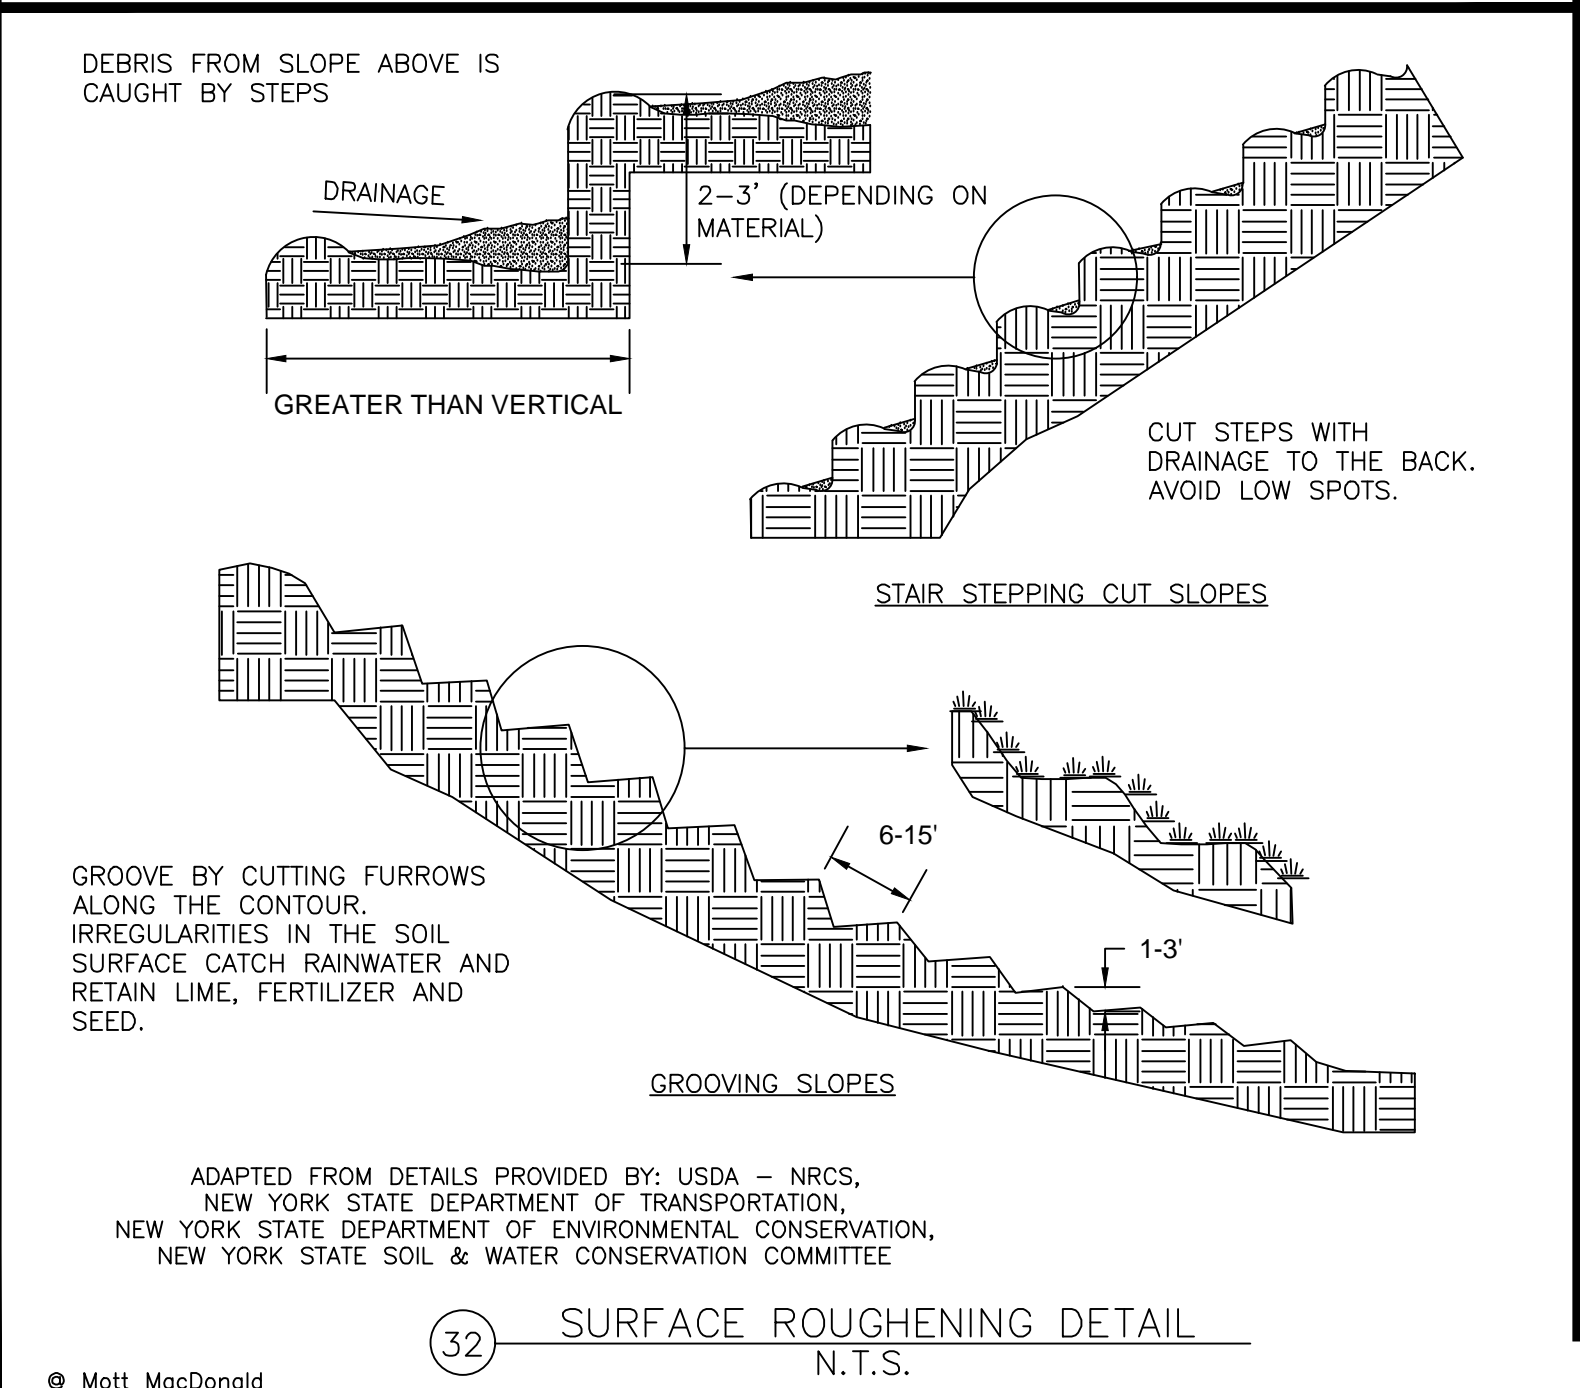 DEBRIS FROM SLOPE ABOVE IS
CAUGHT BY STEPS
DRAINAGE
2-3' (DEPENDING ON
MATERIAL)
GREATER THAN VERTICAL
CUT STEPS WITH
DRAINAGE TO THE BACK.
AVOID LOW SPOTS.
STAIR STEPPING CUT SLOPES
6-15'
GROOVE BY CUTTING FURROWS
ALONG THE CONTOUR.
IRREGULARITIES IN THE SOIL
SURFACE CATCH RAINWATER AND
RETAIN LIME, FERTILIZER AND
SEED.
1-3'
GROOVING SLOPES
ADAPTED FROM DETAILS PROVIDED BY: USDA - NRCS,
NEW YORK STATE DEPARTMENT OF TRANSPORTATION,
NEW YORK STATE DEPARTMENT OF ENVIRONMENTAL CONSERVATION,
NEW YORK STATE SOIL & WATER CONSERVATION COMMITTEE
32 SURFACE ROUGHENING DETAIL
N.T.S.
@ Mott MacDonald